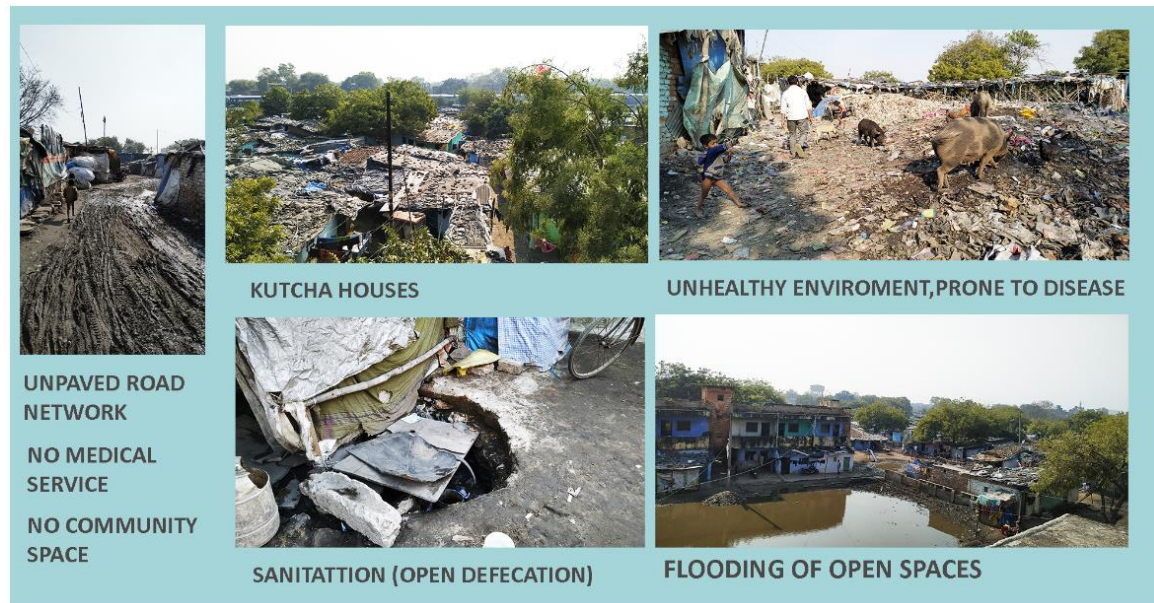 KUTCHA HOUSES
UNHEALTHY ENVIROMENT,PRONE TO DISEASE
UNPAVED ROAD
NETWORK
NO MEDICAL
SERVICE
NO COMMUNITY
SPACE
SANITATTION (OPEN DEFECATION)
FLOODING OF OPEN SPACES